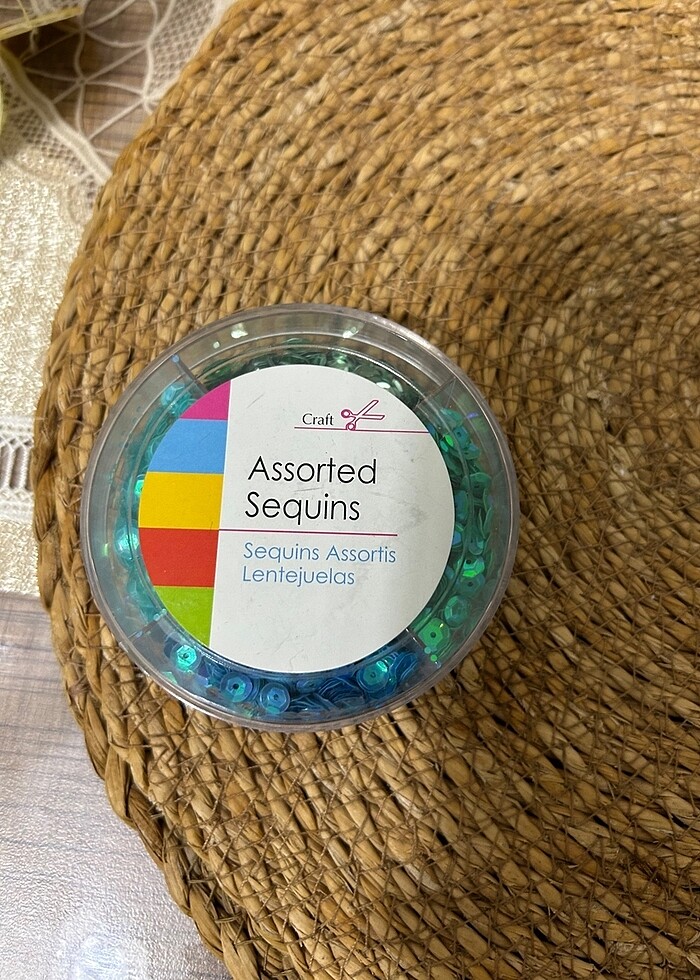 Craft
Assorted
Sequins
Sequins Assortis
Lentejuelas